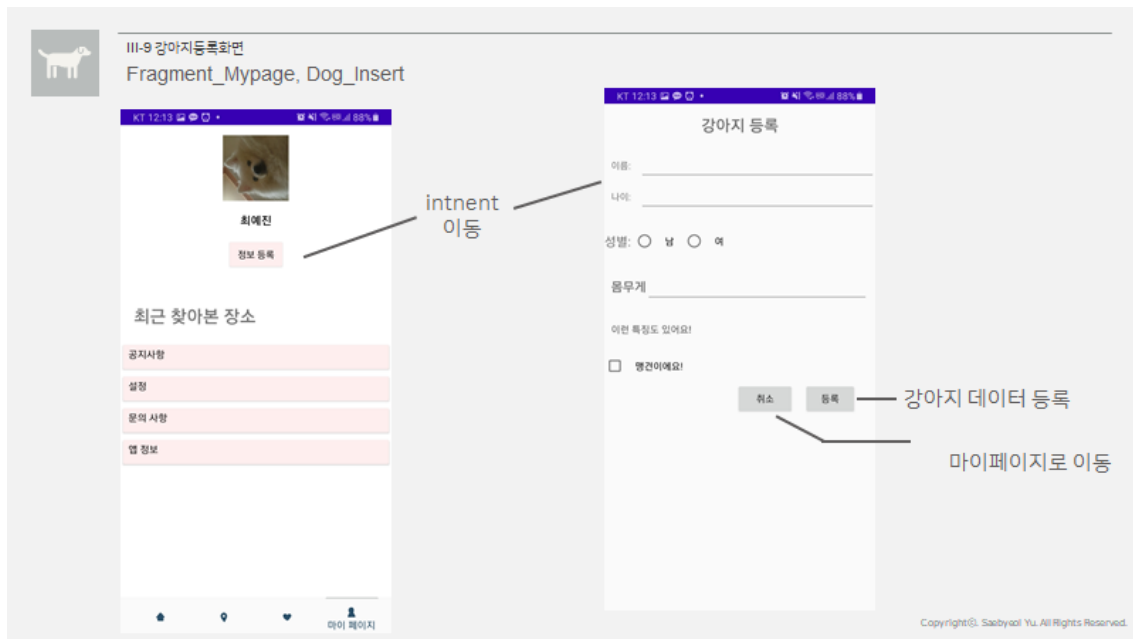 III-9 강아지등록화면
Fragment_Mypage, Dog_Insert
KT 12:13 88%
최예진
정보 등록
최근 찾아본 장소
공지사항
설정
문의 사항
앱 정보
마이 페이지
intnent
이동
KT 12:13 88%
강아지 등록
이름:
나이:
성별: 남 여
몸무게
이런 특징도 있어요!
맹견이에요!
취소 등록
강아지 데이터 등록
마이페이지로 이동
Copyrightⓒ. Saebyeol Yu. All Rights Reserved.